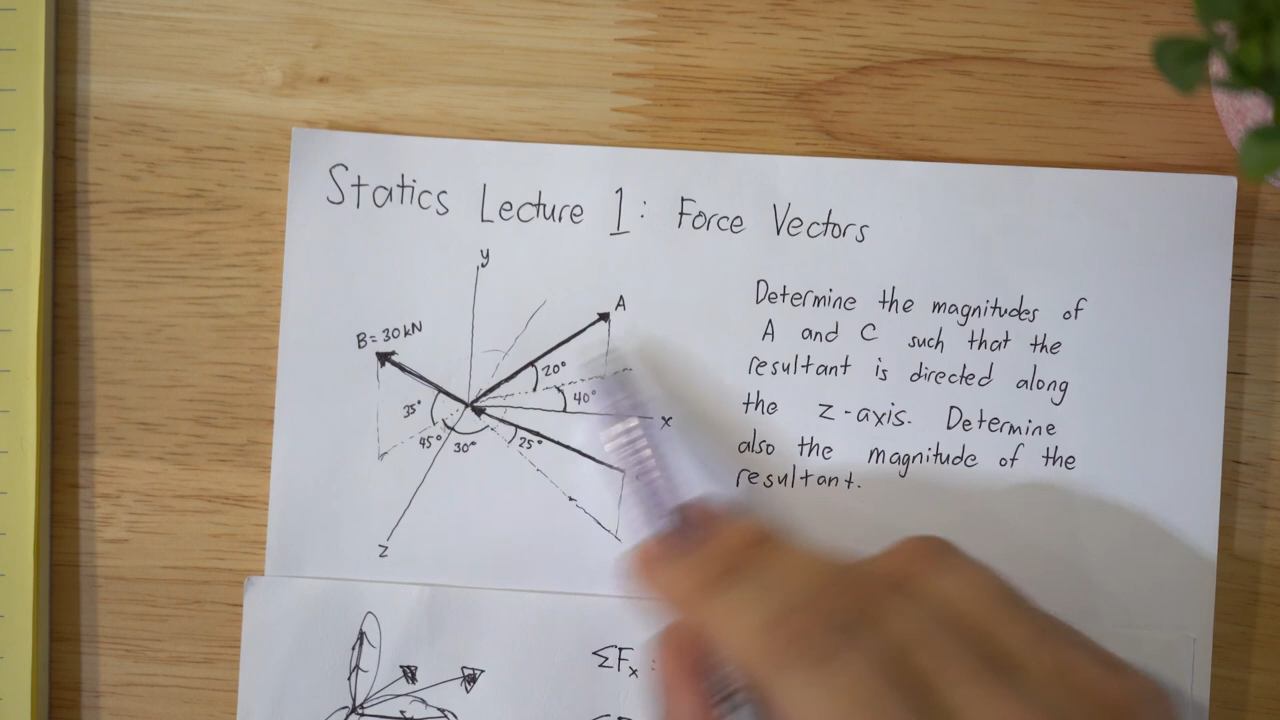 Statics Lecture 1: Force Vectors
y
A
B = 30 kN
20°
40°
x
35°
45°
30°
25°
z
Determine the magnitudes of
A and C such that the
resultant is directed along
the z-axis. Determine
also the magnitude of the
resultant.
ΣFx :